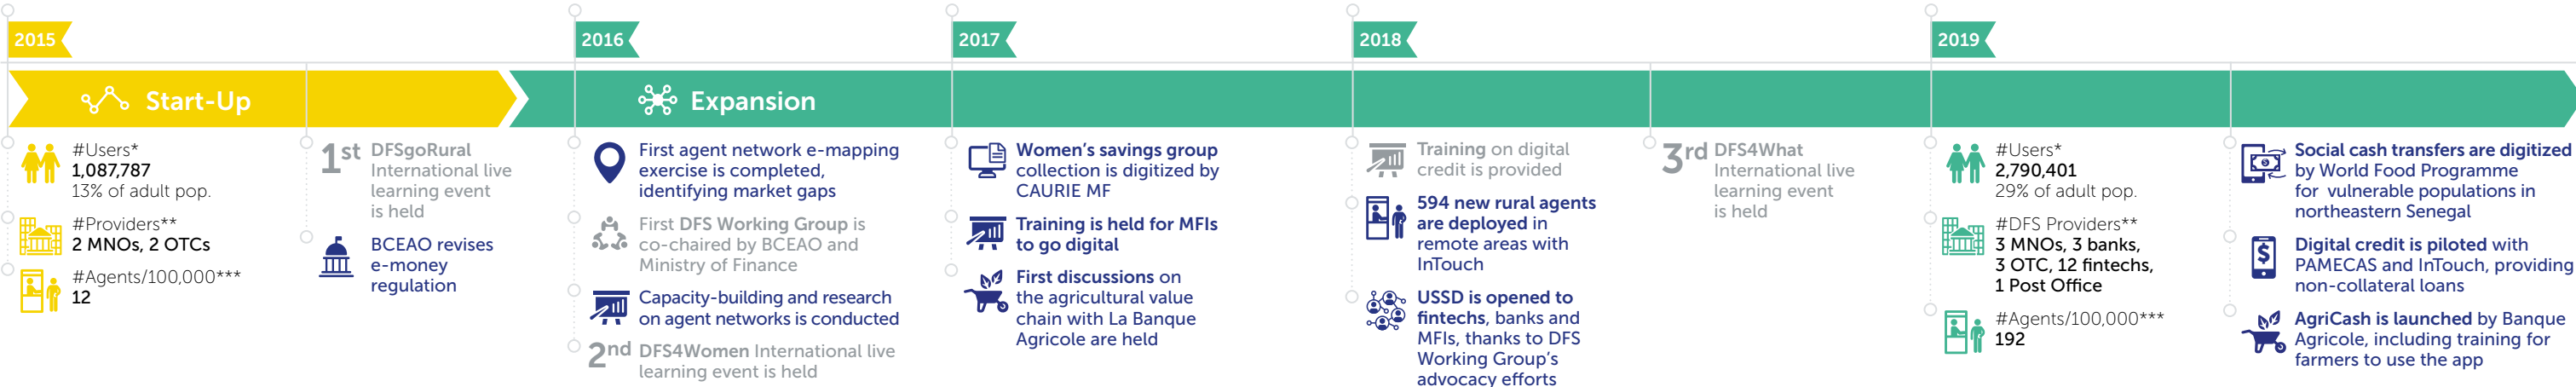 2015
2016
2017
2018
2019
Start-Up
Expansion
#Users*
1,087,787
13% of adult pop.
#Providers**
2 MNOs, 2 OTCs
#Agents/100,000***
12
1st DFSgoRural
International live
learning event
is held
BCEAO revises
e-money
regulation
First agent network e-mapping
exercise is completed,
identifying market gaps
First DFS Working Group is
co-chaired by BCEAO and
Ministry of Finance
Capacity-building and research
on agent networks is conducted
2nd DFS4Women International live
learning event is held
Women's savings group
collection is digitized by
CAURIE MF
Training is held for MFIs
to go digital
First discussions on
the agricultural value
chain with La Banque
Agricole are held
Training on digital
credit is provided
594 new rural agents
are deployed in
remote areas with
InTouch
USSD is opened to
fintechs, banks and
MFIs, thanks to DFS
Working Group's
advocacy efforts
3rd DFS4What
International live
learning event
is held
#Users*
2,790,401
29% of adult pop.
#DFS Providers**
3 MNOs, 3 banks,
3 OTC, 12 fintechs,
1 Post Office
#Agents/100,000***
192
Social cash transfers are digitized
by World Food Programme
for vulnerable populations in
northeastern Senegal
Digital credit is piloted with
PAMECAS and InTouch, providing
non-collateral loans
AgriCash is launched by Banque
Agricole, including training for
farmers to use the app